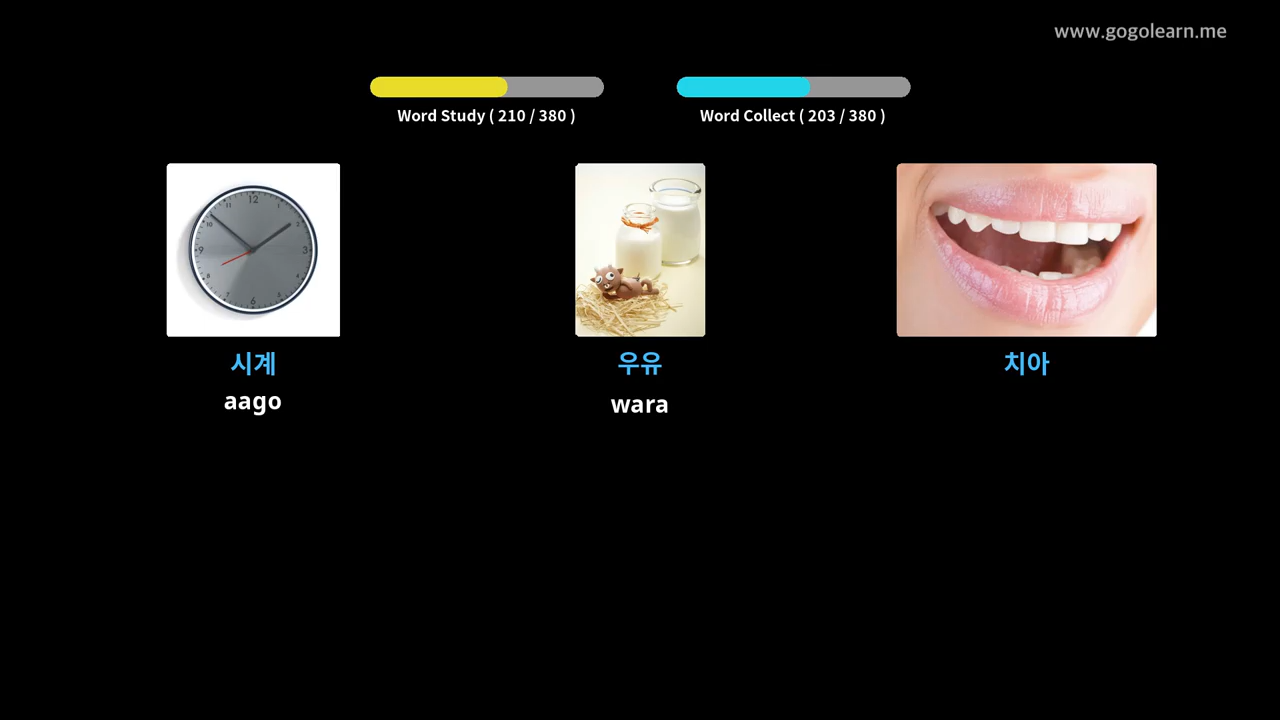 www.gogolearn.me
Word Study ( 210 / 380 )
Word Collect ( 203 / 380 )
시계
우유
치아
aago
wara